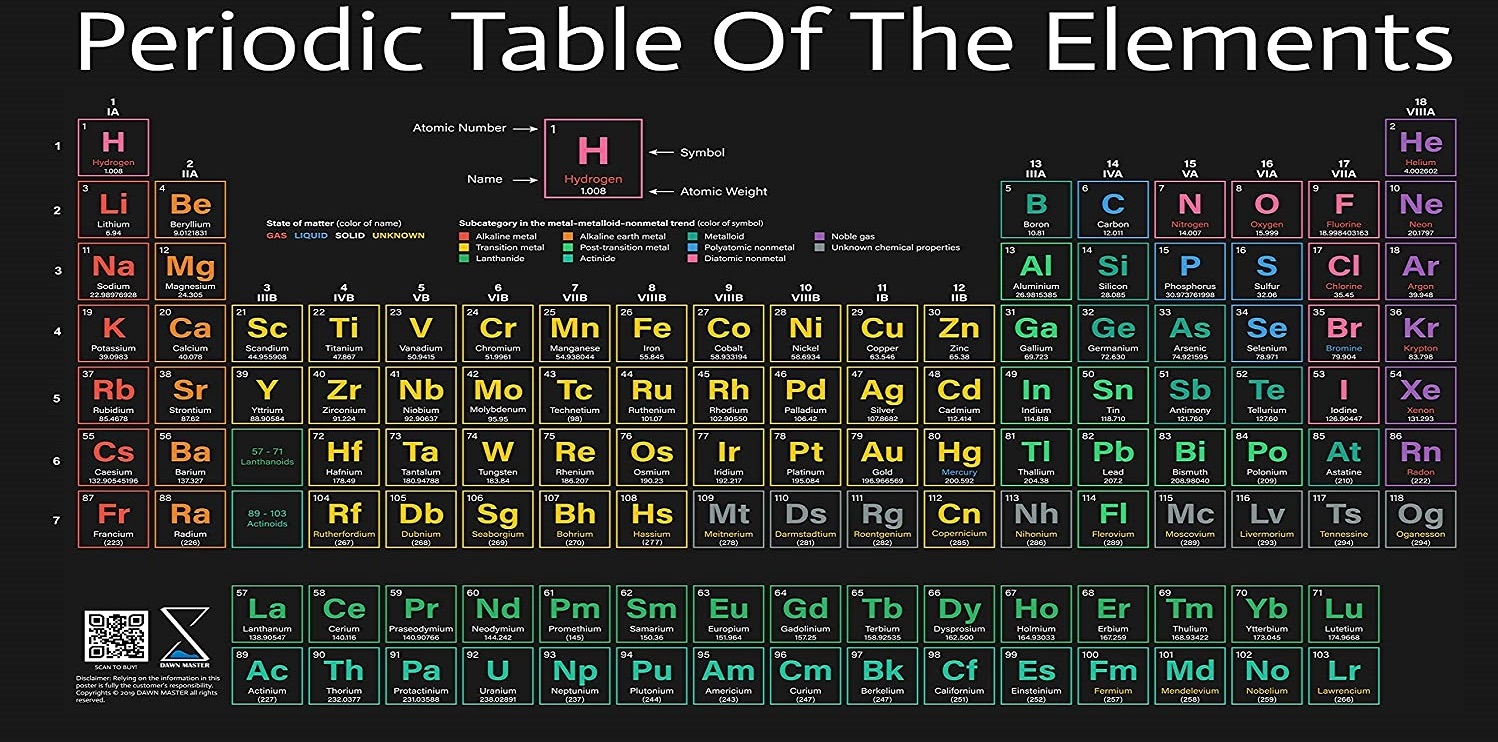 Periodic Table Of The Elements
1
IA
18
VIIIA
Atomic Number
1
H
Hydrogen
1.008
Symbol
Name
Atomic Weight
State of matter (color of name)
GAS LIQUID SOLID UNKNOWN
Subcategory in the metal-metalloid-nonmetal trend (color of symbol)
Alkaline metal
Alkaline earth metal
Metalloid
Noble gas
Transition metal
Post-transition metal
Polyatomic nonmetal
Unknown chemical properties
Lanthanide
Actinide
Diatomic nonmetal
2
IIA
13
IIIA
14
IVA
15
VA
16
VIA
17
VIIA
3
IIIB
4
IVB
5
VB
6
VIB
7
VIIB
8
VIIIB
9
VIIIB
10
VIIIB
11
IB
12
IIB
1
1
H
Hydrogen
1.008
2
He
Helium
4.002602
2
3
Li
Lithium
6.94
4
Be
Beryllium
9.0121831
5
B
Boron
10.81
6
C
Carbon
12.011
7
N
Nitrogen
14.007
8
O
Oxygen
15.999
9
F
Fluorine
18.998403163
10
Ne
Neon
20.1797
3
11
Na
Sodium
22.98976928
12
Mg
Magnesium
24.305
13
Al
Aluminium
26.9815385
14
Si
Silicon
28.085
15
P
Phosphorus
30.973761998
16
S
Sulfur
32.06
17
Cl
Chlorine
35.45
18
Ar
Argon
39.948
4
19
K
Potassium
39.0983
20
Ca
Calcium
40.078
21
Sc
Scandium
44.955908
22
Ti
Titanium
47.867
23
V
Vanadium
50.9415
24
Cr
Chromium
51.9961
25
Mn
Manganese
54.938044
26
Fe
Iron
55.845
27
Co
Cobalt
58.933194
28
Ni
Nickel
58.6934
29
Cu
Copper
63.546
30
Zn
Zinc
65.38
31
Ga
Gallium
69.723
32
Ge
Germanium
72.630
33
As
Arsenic
74.921595
34
Se
Selenium
78.971
35
Br
Bromine
79.904
36
Kr
Krypton
83.798
5
37
Rb
Rubidium
85.4678
38
Sr
Strontium
87.62
39
Y
Yttrium
88.90584
40
Zr
Zirconium
91.224
41
Nb
Niobium
92.90637
42
Mo
Molybdenum
95.95
43
Tc
Technetium
(98)
44
Ru
Ruthenium
101.07
45
Rh
Rhodium
102.90550
46
Pd
Palladium
106.42
47
Ag
Silver
107.8682
48
Cd
Cadmium
112.414
49
In
Indium
114.818
50
Sn
Tin
118.710
51
Sb
Antimony
121.760
52
Te
Tellurium
127.60
53
I
Iodine
126.90447
54
Xe
Xenon
131.293
6
55
Cs
Caesium
132.90545196
56
Ba
Barium
137.327
57 - 71
Lanthanoids
72
Hf
Hafnium
178.49
73
Ta
Tantalum
180.94788
74
W
Tungsten
183.84
75
Re
Rhenium
186.207
76
Os
Osmium
190.23
77
Ir
Iridium
192.217
78
Pt
Platinum
195.084
79
Au
Gold
196.966569
80
Hg
Mercury
200.592
81
Tl
Thallium
204.38
82
Pb
Lead
207.2
83
Bi
Bismuth
208.98040
84
Po
Polonium
(209)
85
At
Astatine
(210)
86
Rn
Radon
(222)
7
87
Fr
Francium
(223)
88
Ra
Radium
(226)
89 - 103
Actinoids
104
Rf
Rutherfordium
(267)
105
Db
Dubnium
(268)
106
Sg
Seaborgium
(269)
107
Bh
Bohrium
(270)
108
Hs
Hassium
(277)
109
Mt
Meitnerium
(278)
110
Ds
Darmstadtium
(281)
111
Rg
Roentgenium
(282)
112
Cn
Copernicium
(285)
113
Nh
Nihonium
(286)
114
Fl
Flerovium
(289)
115
Mc
Moscovium
(289)
116
Lv
Livermorium
(293)
117
Ts
Tennessine
(294)
118
Og
Oganesson
(294)
57
La
Lanthanum
138.90547
58
Ce
Cerium
140.116
59
Pr
Praseodymium
140.90766
60
Nd
Neodymium
144.242
61
Pm
Promethium
(145)
62
Sm
Samarium
150.36
63
Eu
Europium
151.964
64
Gd
Gadolinium
157.25
65
Tb
Terbium
158.92535
66
Dy
Dysprosium
162.500
67
Ho
Holmium
164.93033
68
Er
Erbium
167.259
69
Tm
Thulium
168.93422
70
Yb
Ytterbium
173.045
71
Lu
Lutetium
174.9668
89
Ac
Actinium
(227)
90
Th
Thorium
232.0377
91
Pa
Protactinium
231.03588
92
U
Uranium
238.02891
93
Np
Neptunium
(237)
94
Pu
Plutonium
(244)
95
Am
Americium
(243)
96
Cm
Curium
(247)
97
Bk
Berkelium
(247)
98
Cf
Californium
(251)
99
Es
Einsteinium
(252)
100
Fm
Fermium
(257)
101
Md
Mendelevium
(258)
102
No
Nobelium
(259)
103
Lr
Lawrencium
(266)
SCAN TO BUY!
DAWN MASTER
Disclaimer: Relying on the information in this
poster is fully the customer's responsibility.
Copyrights © 2019 DAWN MASTER all rights
reserved.